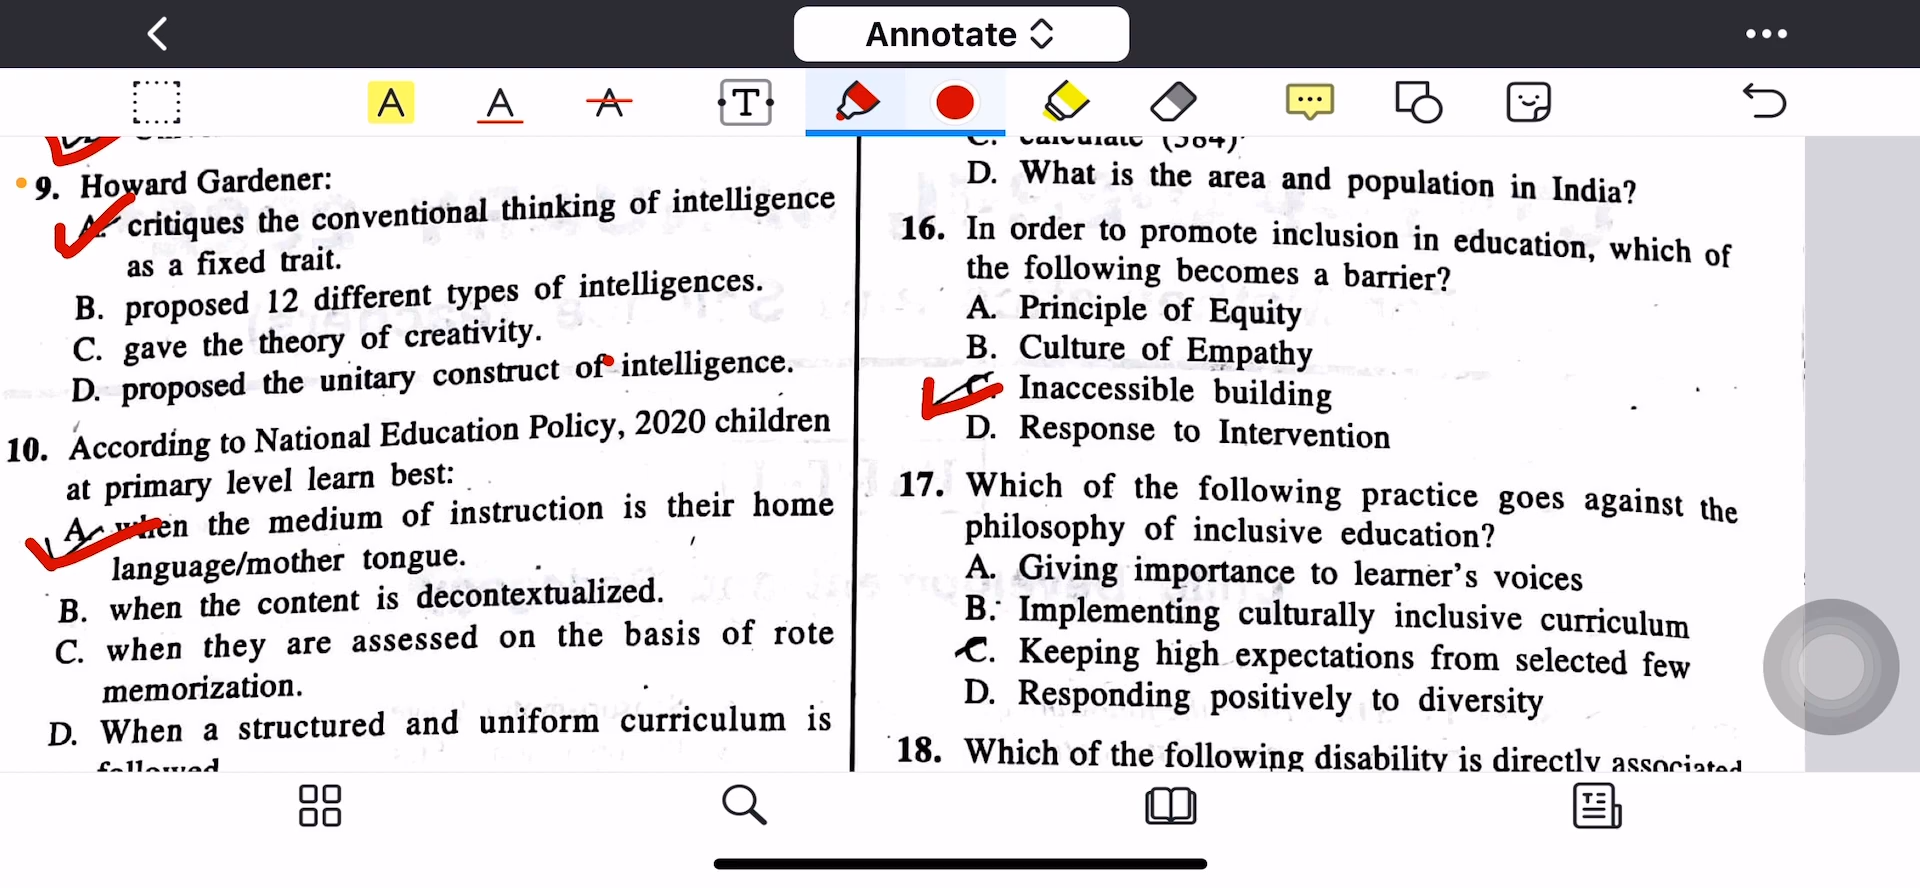 Annotate
9. Howard Gardener:
A. critiques the conventional thinking of intelligence
as a fixed trait.
B. proposed 12 different types of intelligences.
C. gave the theory of creativity.
D. proposed the unitary construct of intelligence.
10. According to National Education Policy, 2020 children
at primary level learn best:
A. when the medium of instruction is their home
language/mother tongue.
B. when the content is decontextualized.
C. when they are assessed on the basis of rote
memorization.
D. When a structured and uniform curriculum is
followed
C. calculate (384)
D. What is the area and population in India?
16. In order to promote inclusion in education, which of
the following becomes a barrier?
A. Principle of Equity
B. Culture of Empathy
C. Inaccessible building
D. Response to Intervention
17. Which of the following practice goes against the
philosophy of inclusive education?
A. Giving importance to learner's voices
B. Implementing culturally inclusive curriculum
C. Keeping high expectations from selected few
D. Responding positively to diversity
18. Which of the following disability is directly associated